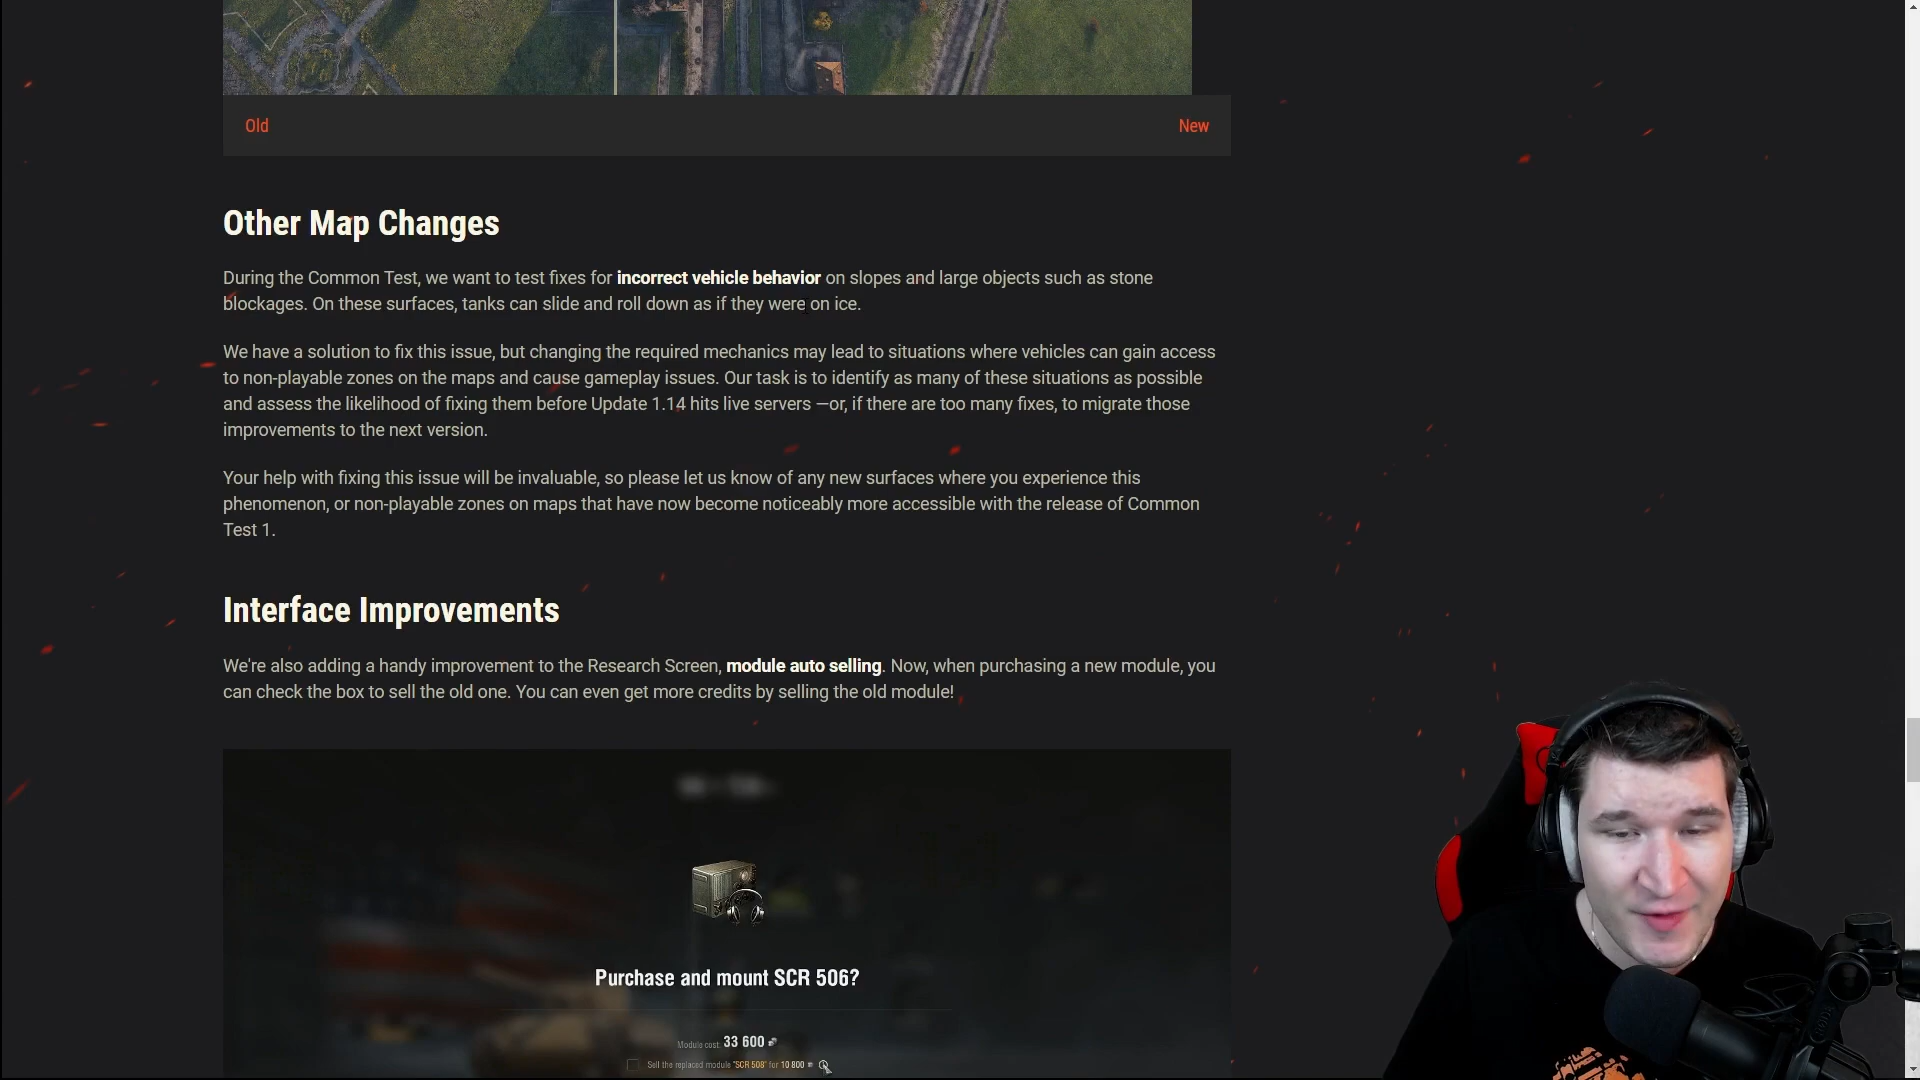 Old
New
Other Map Changes
During the Common Test, we want to test fixes for incorrect vehicle behavior on slopes and large objects such as stone
blockages. On these surfaces, tanks can slide and roll down as if they were on ice.
We have a solution to fix this issue, but changing the required mechanics may lead to situations where vehicles can gain access
to non-playable zones on the maps and cause gameplay issues. Our task is to identify as many of these situations as possible
and assess the likelihood of fixing them before Update 1.14 hits live servers —or, if there are too many fixes, to migrate those
improvements to the next version.
Your help with fixing this issue will be invaluable, so please let us know of any new surfaces where you experience this
phenomenon, or non-playable zones on maps that have now become noticeably more accessible with the release of Common
Test 1.
Interface Improvements
We're also adding a handy improvement to the Research Screen, module auto selling. Now, when purchasing a new module, you
can check the box to sell the old one. You can even get more credits by selling the old module!
Purchase and mount SCR 506?
Module cost: 33 600
Sell the replaced module "SCR 508" for 10 800